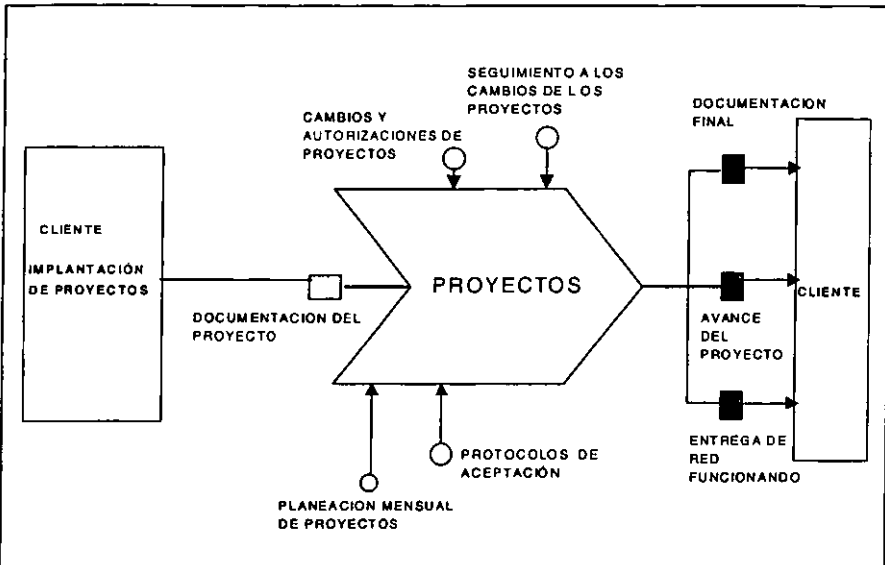 SEGUIMIENTO A LOS
CAMBIOS DE LOS
PROYECTOS
CAMBIOS Y
AUTORIZACIONES DE
PROYECTOS
DOCUMENTACION
FINAL
CLIENTE
IMPLANTACIÓN
DE PROYECTOS
DOCUMENTACION DEL
PROYECTO
PROYECTOS
CLIENTE
AVANCE
DEL
PROYECTO
PROTOCOLOS DE
ACEPTACIÓN
PLANEACION MENSUAL
DE PROYECTOS
ENTREGA DE
RED
FUNCIONANDO